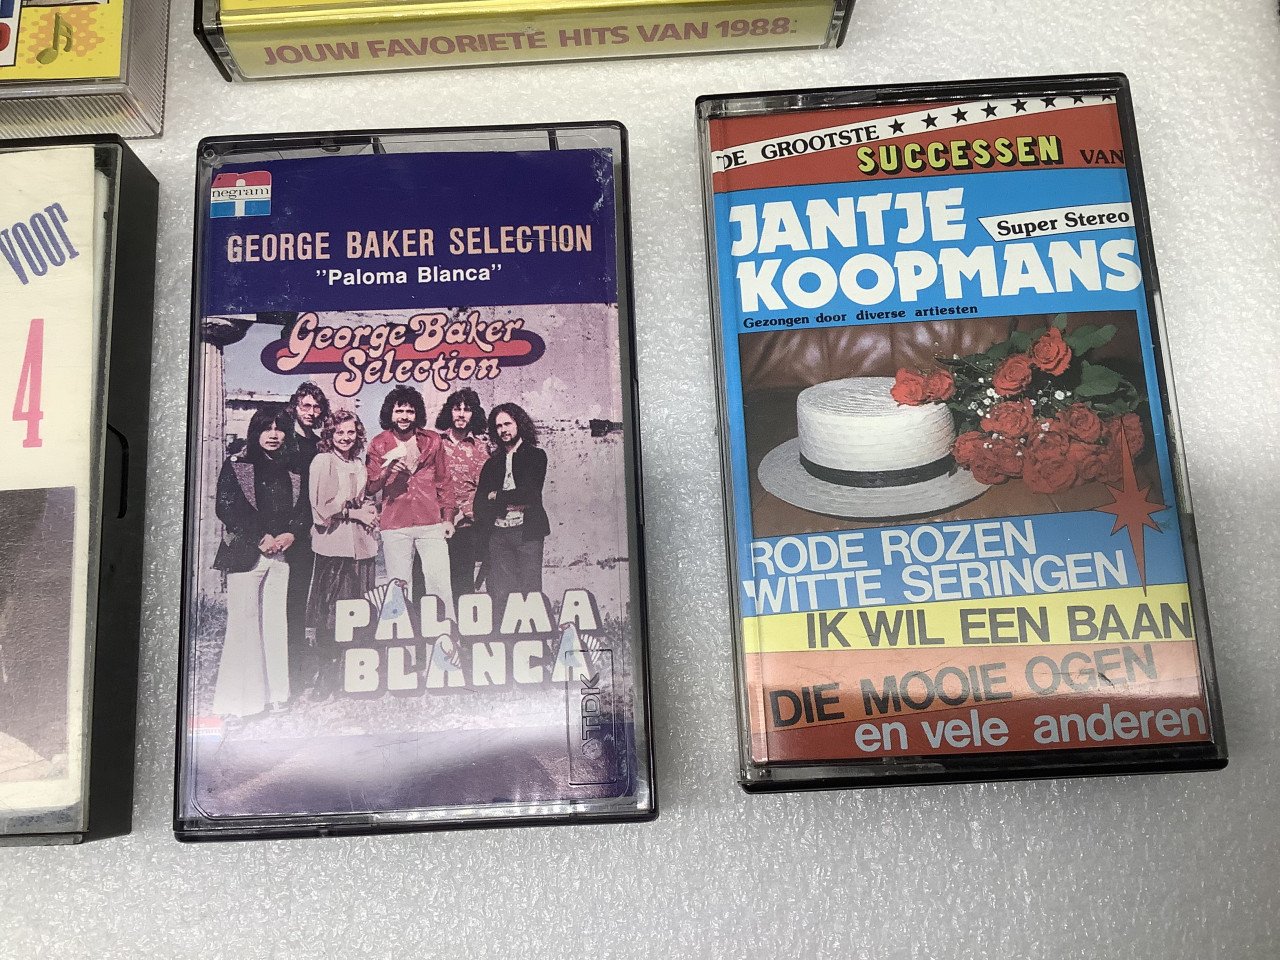 JOUW FAVORIETE HITS VAN 1988.
voor
4
negram
GEORGE BAKER SELECTION
"Paloma Blanca"
George Baker
Selection
PALOMA
BLANCA
TDK
DE GROOTSTE
SUCCESSEN VAN
JANTJE
Super Stereo
KOOPMANS
Gezongen door diverse artiesten
RODE ROZEN
WITTE SERINGEN
IK WIL EEN BAAN
DIE MOOIE OGEN
en vele anderen